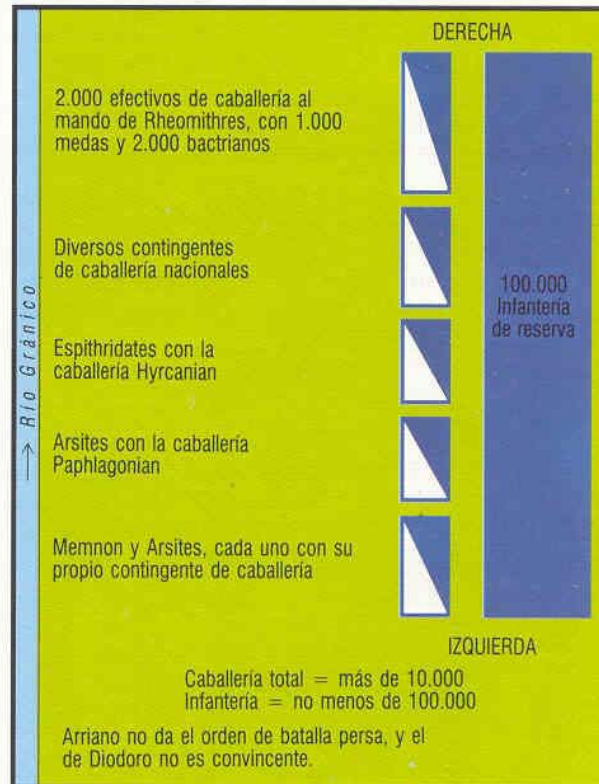 DERECHA
2.000 efectivos de caballería al
mando de Rheomithres, con 1.000
medas y 2.000 bactrianos
Diversos contingentes
de caballería nacionales
100.000
Infantería
de reserva
Espithridates con la
caballería Hyrcanian
Arsites con la caballería
Paphlagonian
Memnon y Arsites, cada uno con su
propio contingente de caballería
→ Río Gránico
IZQUIERDA
Caballería total = más de 10.000
Infantería = no menos de 100.000
Arriano no da el orden de batalla persa, y el
de Diodoro no es convincente.